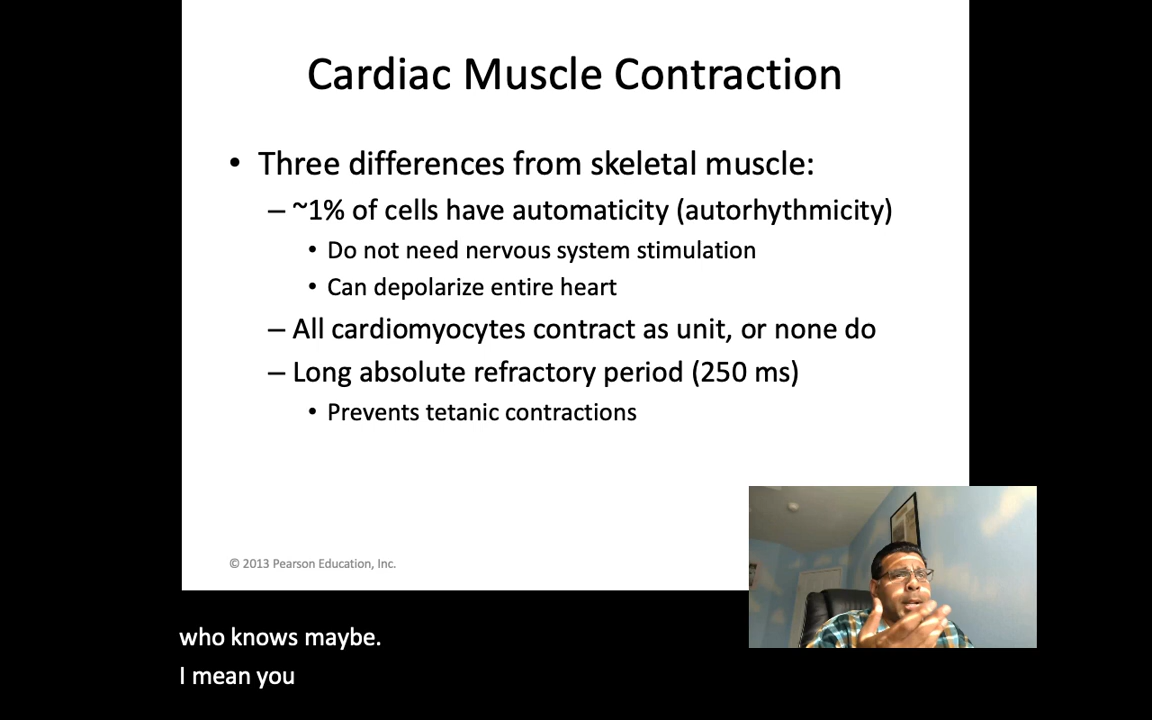 Cardiac Muscle Contraction
• Three differences from skeletal muscle:
– ~1% of cells have automaticity (autorhythmicity)
• Do not need nervous system stimulation
• Can depolarize entire heart
– All cardiomyocytes contract as unit, or none do
– Long absolute refractory period (250 ms)
• Prevents tetanic contractions
© 2013 Pearson Education, Inc.
who knows maybe.
I mean you